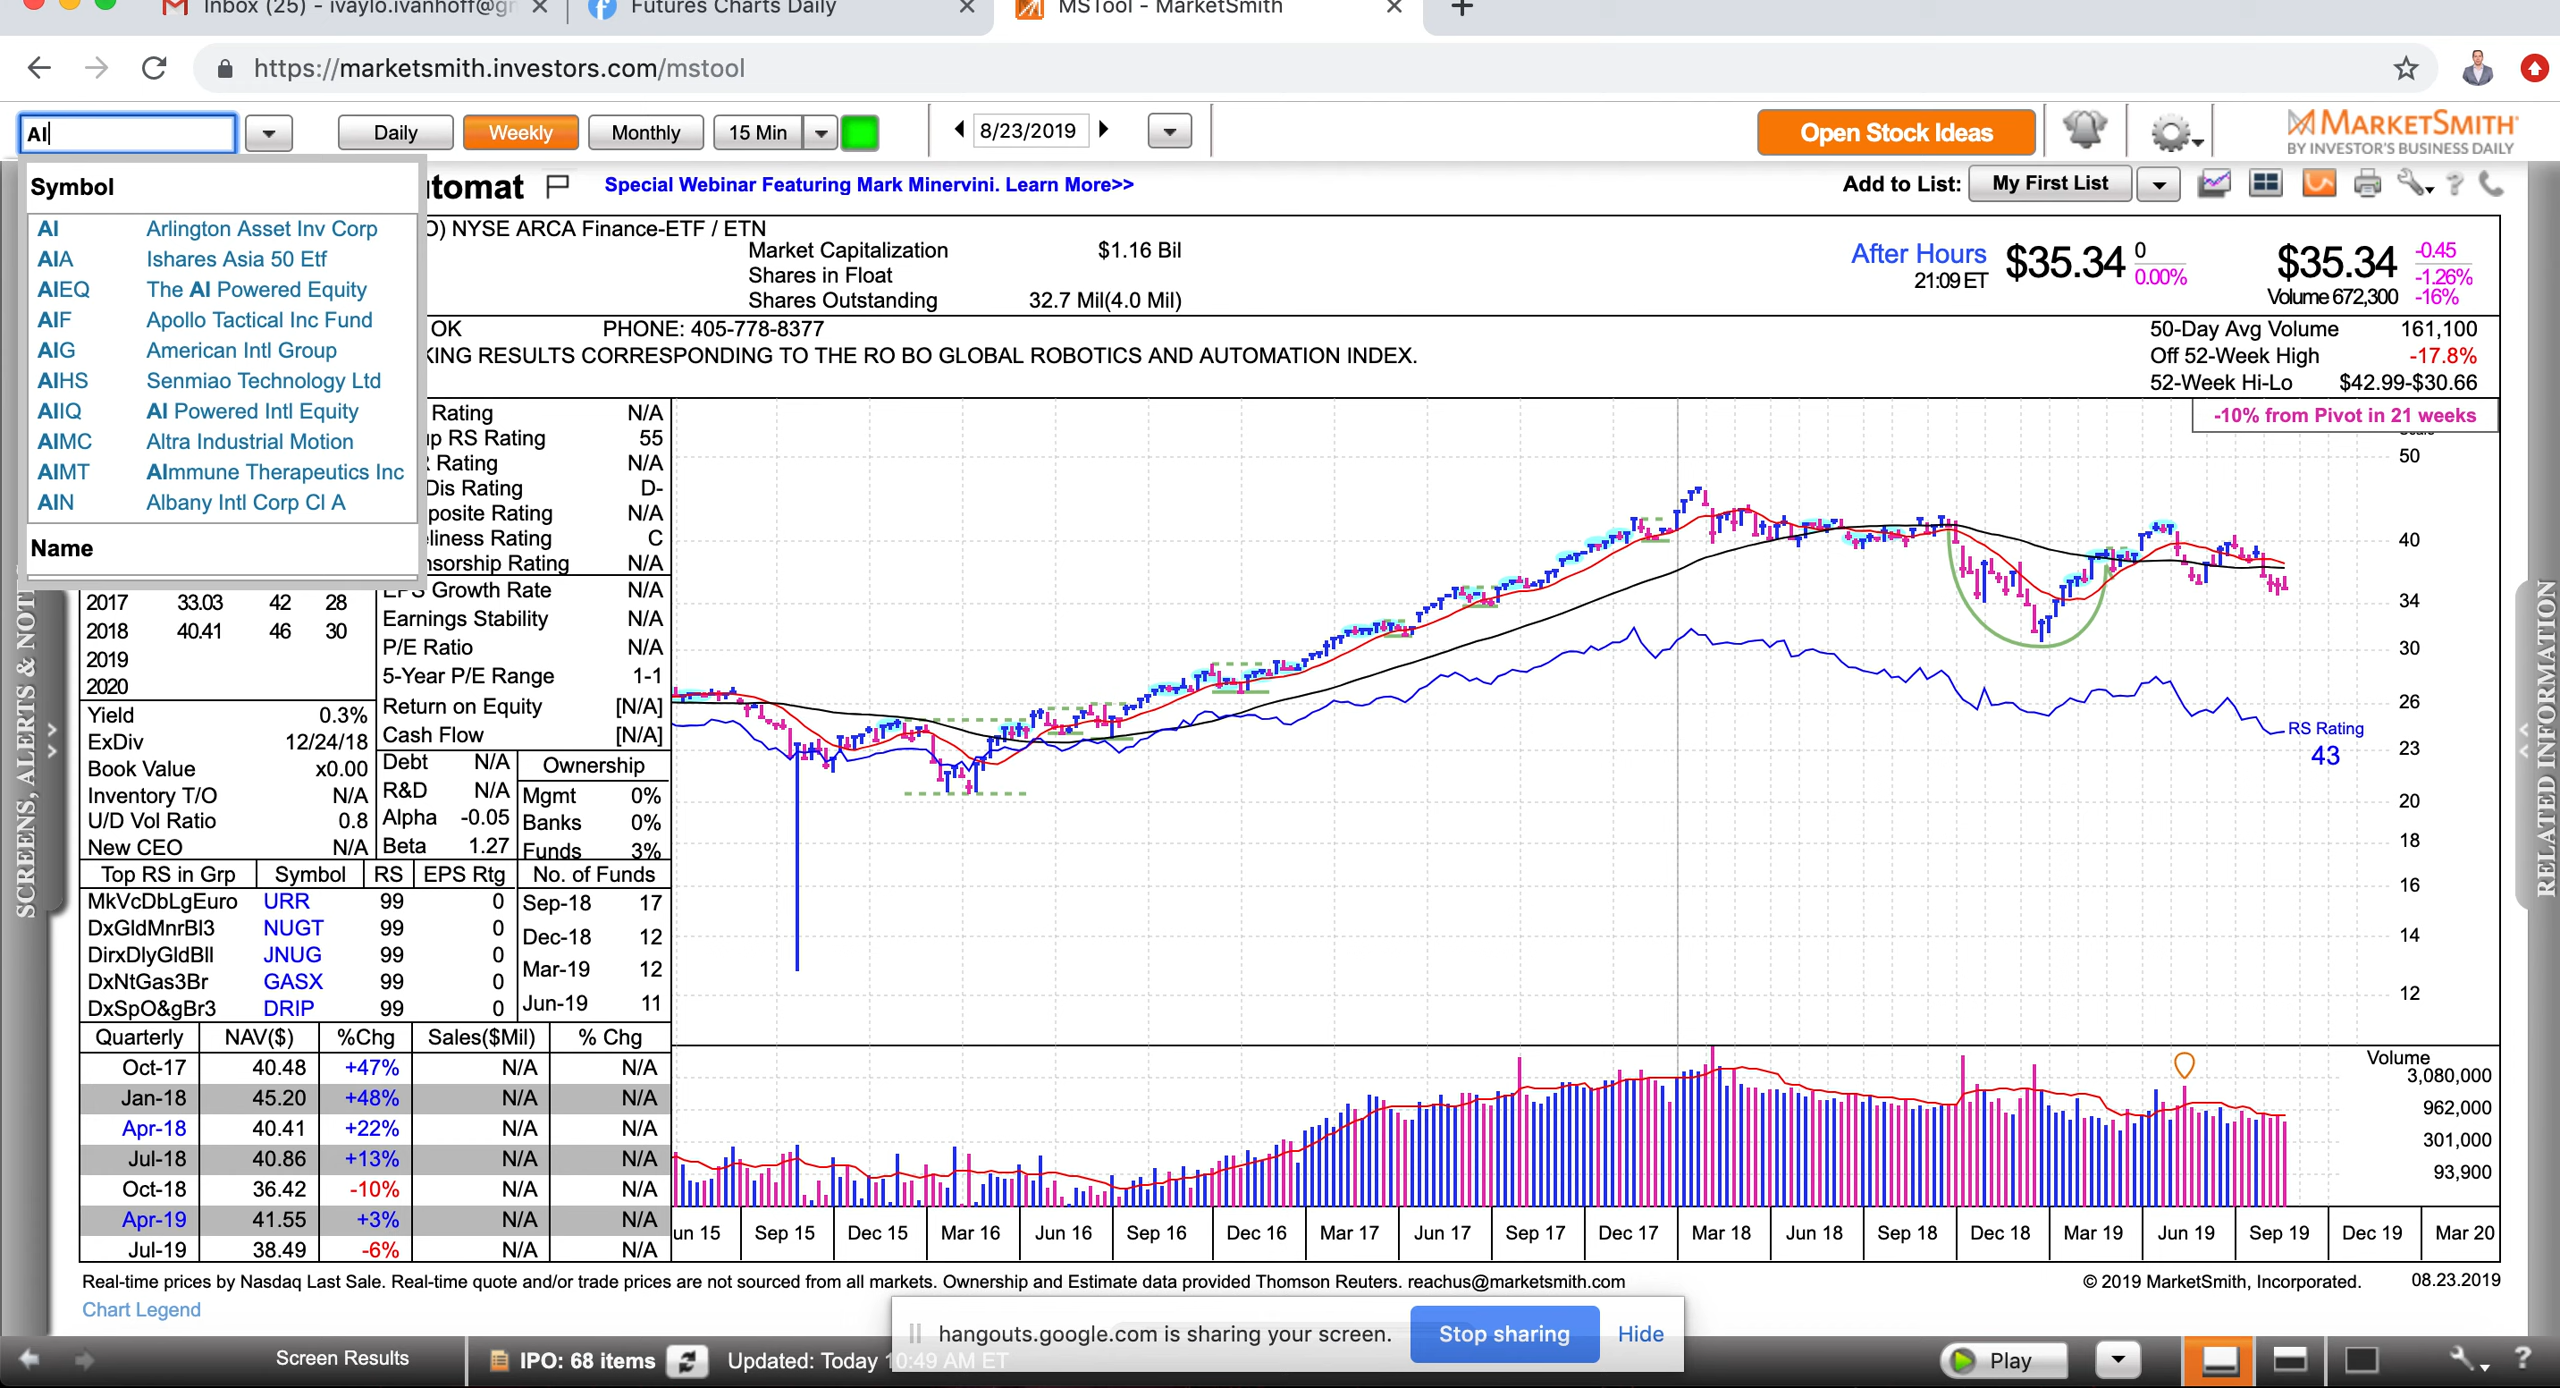 Inbox (25) - ivaylo.ivanhoff@gr
Futures Charts Daily
MSTool - MarketSmith
https://marketsmith.investors.com/mstool
AI
Daily
Weekly
Monthly
15 Min
8/23/2019
Open Stock Ideas
MARKETSMITH
BY INVESTOR'S BUSINESS DAILY
Symbol
AI Arlington Asset Inv Corp
AIA Ishares Asia 50 Etf
AIEQ The AI Powered Equity
AIF Apollo Tactical Inc Fund
AIG American Intl Group
AIHS Senmiao Technology Ltd
AIIQ AI Powered Intl Equity
AIMC Altra Industrial Motion
AIMT AImmune Therapeutics Inc
AIN Albany Intl Corp Cl A
Name
utomat
Special Webinar Featuring Mark Minervini. Learn More>>
Add to List: My First List
O) NYSE ARCA Finance-ETF / ETN
Market Capitalization $1.16 Bil
Shares in Float
Shares Outstanding 32.7 Mil(4.0 Mil)
After Hours $35.34 0
21:09 ET 0.00%
$35.34 -0.45
-1.26%
Volume 672,300 -16%
OK PHONE: 405-778-8377
KING RESULTS CORRESPONDING TO THE RO BO GLOBAL ROBOTICS AND AUTOMATION INDEX.
50-Day Avg Volume 161,100
Off 52-Week High -17.8%
52-Week Hi-Lo $42.99-$30.66
-10% from Pivot in 21 weeks
Rating N/A
up RS Rating 55
R Rating N/A
Dis Rating D-
posite Rating N/A
eliness Rating C
nsorship Rating N/A
EPS Growth Rate N/A
Earnings Stability N/A
P/E Ratio N/A
5-Year P/E Range 1-1
Return on Equity [N/A]
Cash Flow [N/A]
2017 33.03 42 28
2018 40.41 46 30
2019
2020
Yield 0.3%
ExDiv 12/24/18
Book Value x0.00
Inventory T/O N/A
U/D Vol Ratio 0.8
New CEO N/A
Debt N/A
R&D N/A
Alpha -0.05
Beta 1.27
Ownership
Mgmt 0%
Banks 0%
Funds 3%
Top RS in Grp Symbol RS EPS Rtg
MkVcDbLgEuro URR 99 0
DxGldMnrBl3 NUGT 99 0
DirxDlyGldBll JNUG 99 0
DxNtGas3Br GASX 99 0
DxSpO&gBr3 DRIP 99 0
No. of Funds
Sep-18 17
Dec-18 12
Mar-19 12
Jun-19 11
Quarterly NAV($) %Chg Sales($Mil) % Chg
Oct-17 40.48 +47% N/A N/A
Jan-18 45.20 +48% N/A N/A
Apr-18 40.41 +22% N/A N/A
Jul-18 40.86 +13% N/A N/A
Oct-18 36.42 -10% N/A N/A
Apr-19 41.55 +3% N/A N/A
Jul-19 38.49 -6% N/A N/A
50
40
34
30
26
RS Rating
43
23
20
18
16
14
12
Volume
3,080,000
962,000
301,000
93,900
un 15 Sep 15 Dec 15 Mar 16 Jun 16 Sep 16 Dec 16 Mar 17 Jun 17 Sep 17 Dec 17 Mar 18 Jun 18 Sep 18 Dec 18 Mar 19 Jun 19 Sep 19 Dec 19 Mar 20
Real-time prices by Nasdaq Last Sale. Real-time quote and/or trade prices are not sourced from all markets. Ownership and Estimate data provided Thomson Reuters. reachus@marketsmith.com
© 2019 MarketSmith, Incorporated. 08.23.2019
Chart Legend
hangouts.google.com is sharing your screen. Stop sharing Hide
Screen Results
IPO: 68 items
Updated: Today 10:49 AM ET
Play
SCREENS, ALERTS & NOT
RELATED INFORMATION